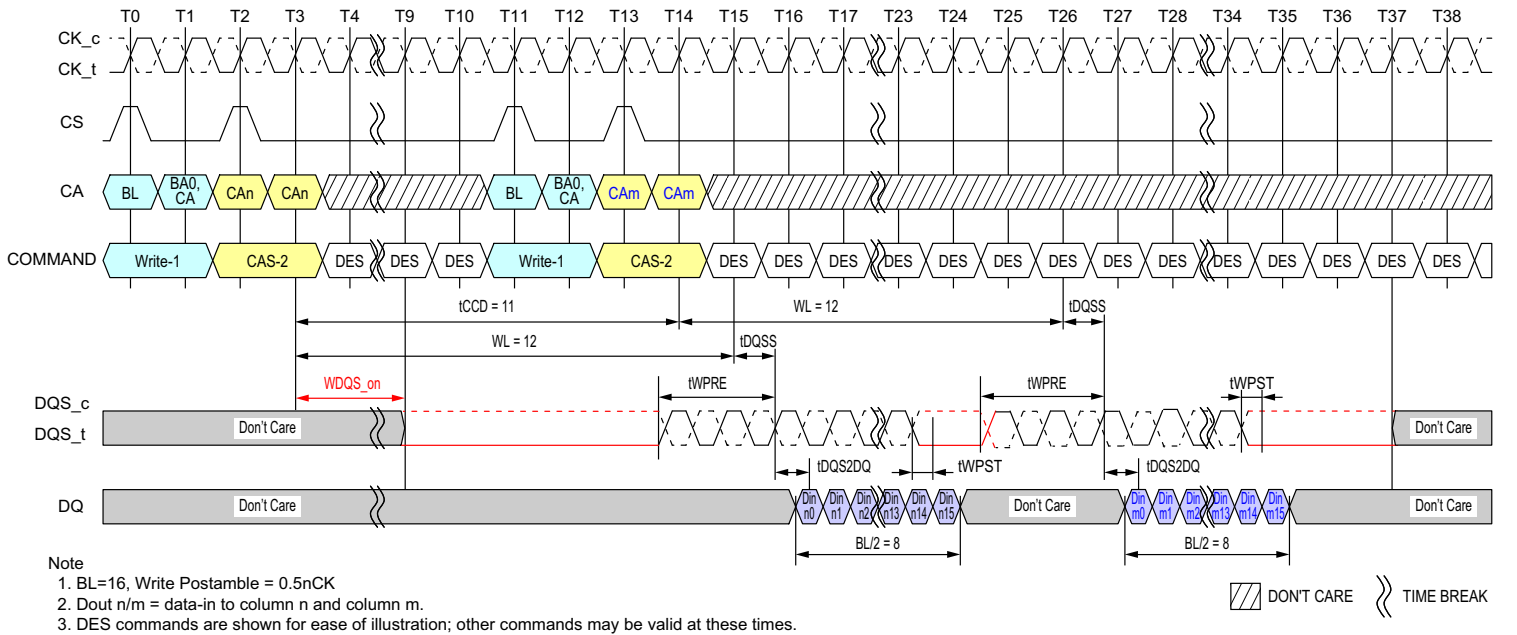 T0 T1 T2 T3 T4 T9 T10 T11 T12 T13 T14 T15 T16 T17 T23 T24 T25 T26 T27 T28 T34 T35 T36 T37 T38
CK_c
CK_t
CS
CA BL BA0, CA CAn CAn BL BA0, CA CAm CAm
COMMAND Write-1 CAS-2 DES DES DES Write-1 CAS-2 DES DES DES DES DES DES DES DES DES DES DES DES DES DES
tCCD = 11 WL = 12 tDQSS
WL = 12 tDQSS
WDQS_on tWPRE tWPRE tWPST
DQS_c
DQS_t Don't Care Don't Care
tDQS2DQ tWPST tDQS2DQ
DQ Don't Care Din n0 Din n1 Din n2 Din n13 Din n14 Din n15 Don't Care Din m0 Din m1 Din m2 Din m13 Din m14 Din m15 Don't Care
BL/2 = 8 BL/2 = 8
Note
1. BL=16, Write Postamble = 0.5nCK
2. Dout n/m = data-in to column n and column m.
3. DES commands are shown for ease of illustration; other commands may be valid at these times.
DON'T CARE TIME BREAK